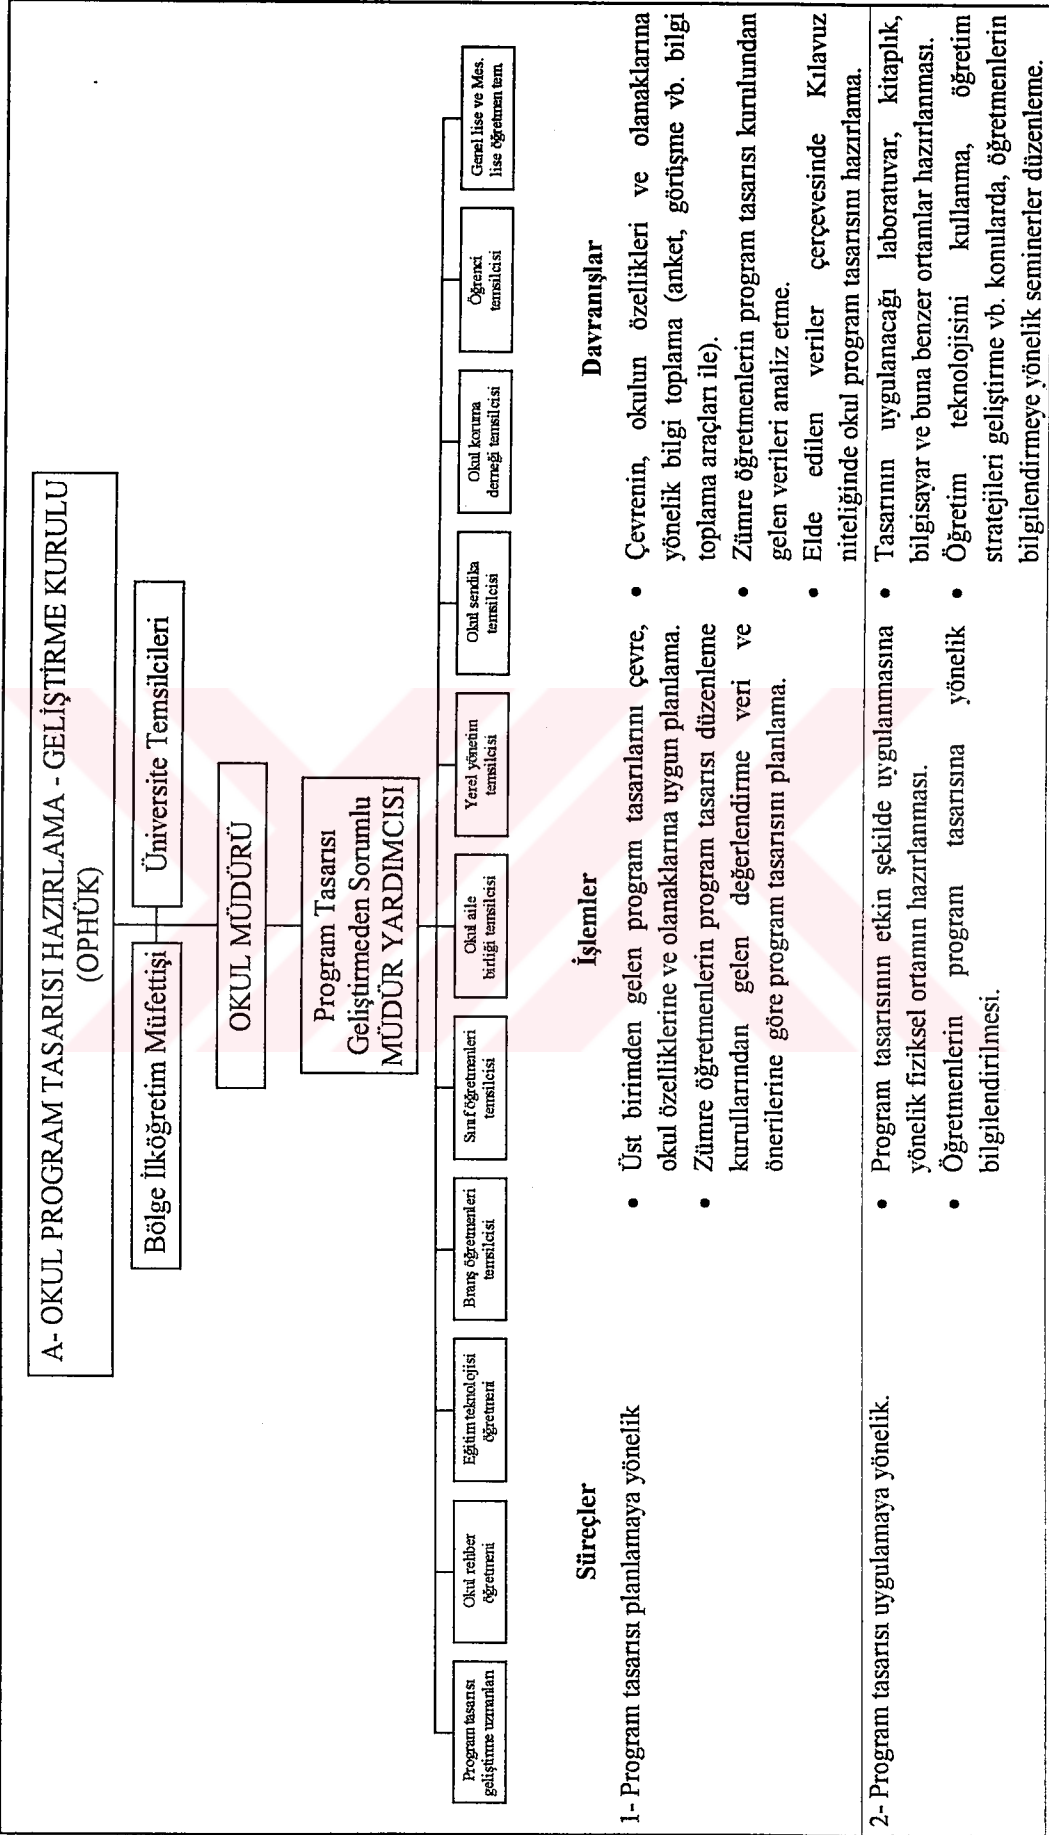 A- OKUL PROGRAM TASARISI HAZIRLAMA - GELİŞTİRME KURULU
(OPHÜK)
Bölge İlköğretim Müfettişi
Üniversite Temsilcileri
OKUL MÜDÜRÜ
Program Tasarısı
Geliştirmeden Sorumlu
MÜDÜR YARDIMCISI
Program tasarısı
geliştirme uzmanları
Okul rehber
öğretmeni
Eğitim teknolojisi
öğretmeni
Branş öğretmenleri
temsilcisi
Sınıf öğretmenleri
temsilcisi
Okul aile
birliği temsilcisi
Yerel yönetim
temsilcisi
Okul sendika
temsilcisi
Okul koruma
derneği temsilcisi
Öğrenci
temsilcisi
Genel lise ve Mes.
lise öğretmen tem.
Süreçler
1- Program tasarısı planlamaya yönelik
İşlemler
• Üst birimden gelen program tasarılarını çevre,
okul özelliklerine ve olanaklarına uygun planlama.
• Zümre öğretmenlerin program tasarısı düzenleme
kurullarından gelen değerlendirme veri ve
önerilerine göre program tasarısını planlama.
Davranışlar
• Çevrenin, okulun özellikleri ve olanaklarına
yönelik bilgi toplama (anket, görüşme vb. bilgi
toplama araçları ile).
• Zümre öğretmenlerin program tasarısı kurulundan
gelen verileri analiz etme.
• Elde edilen veriler çerçevesinde Kılavuz
niteliğinde okul program tasarısını hazırlama.
2- Program tasarısı uygulamaya yönelik.
• Program tasarısının etkin şekilde uygulanmasına
yönelik fiziksel ortamın hazırlanması.
• Öğretmenlerin program tasarısına yönelik
bilgilendirilmesi.
• Tasarının uygulanacağı laboratuvar, kitaplık,
bilgisayar ve buna benzer ortamlar hazırlanması.
• Öğretim teknolojisini kullanma, öğretim
stratejileri geliştirme vb. konularda, öğretmenlerin
bilgilendirmeye yönelik seminerler düzenleme.